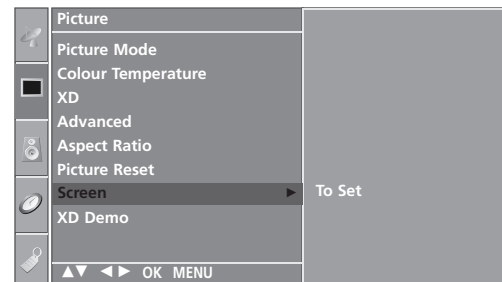 Picture
Picture Mode
Colour Temperature
XD
Advanced
Aspect Ratio
Picture Reset
Screen ► To Set
XD Demo
▲▼ ◄► OK MENU